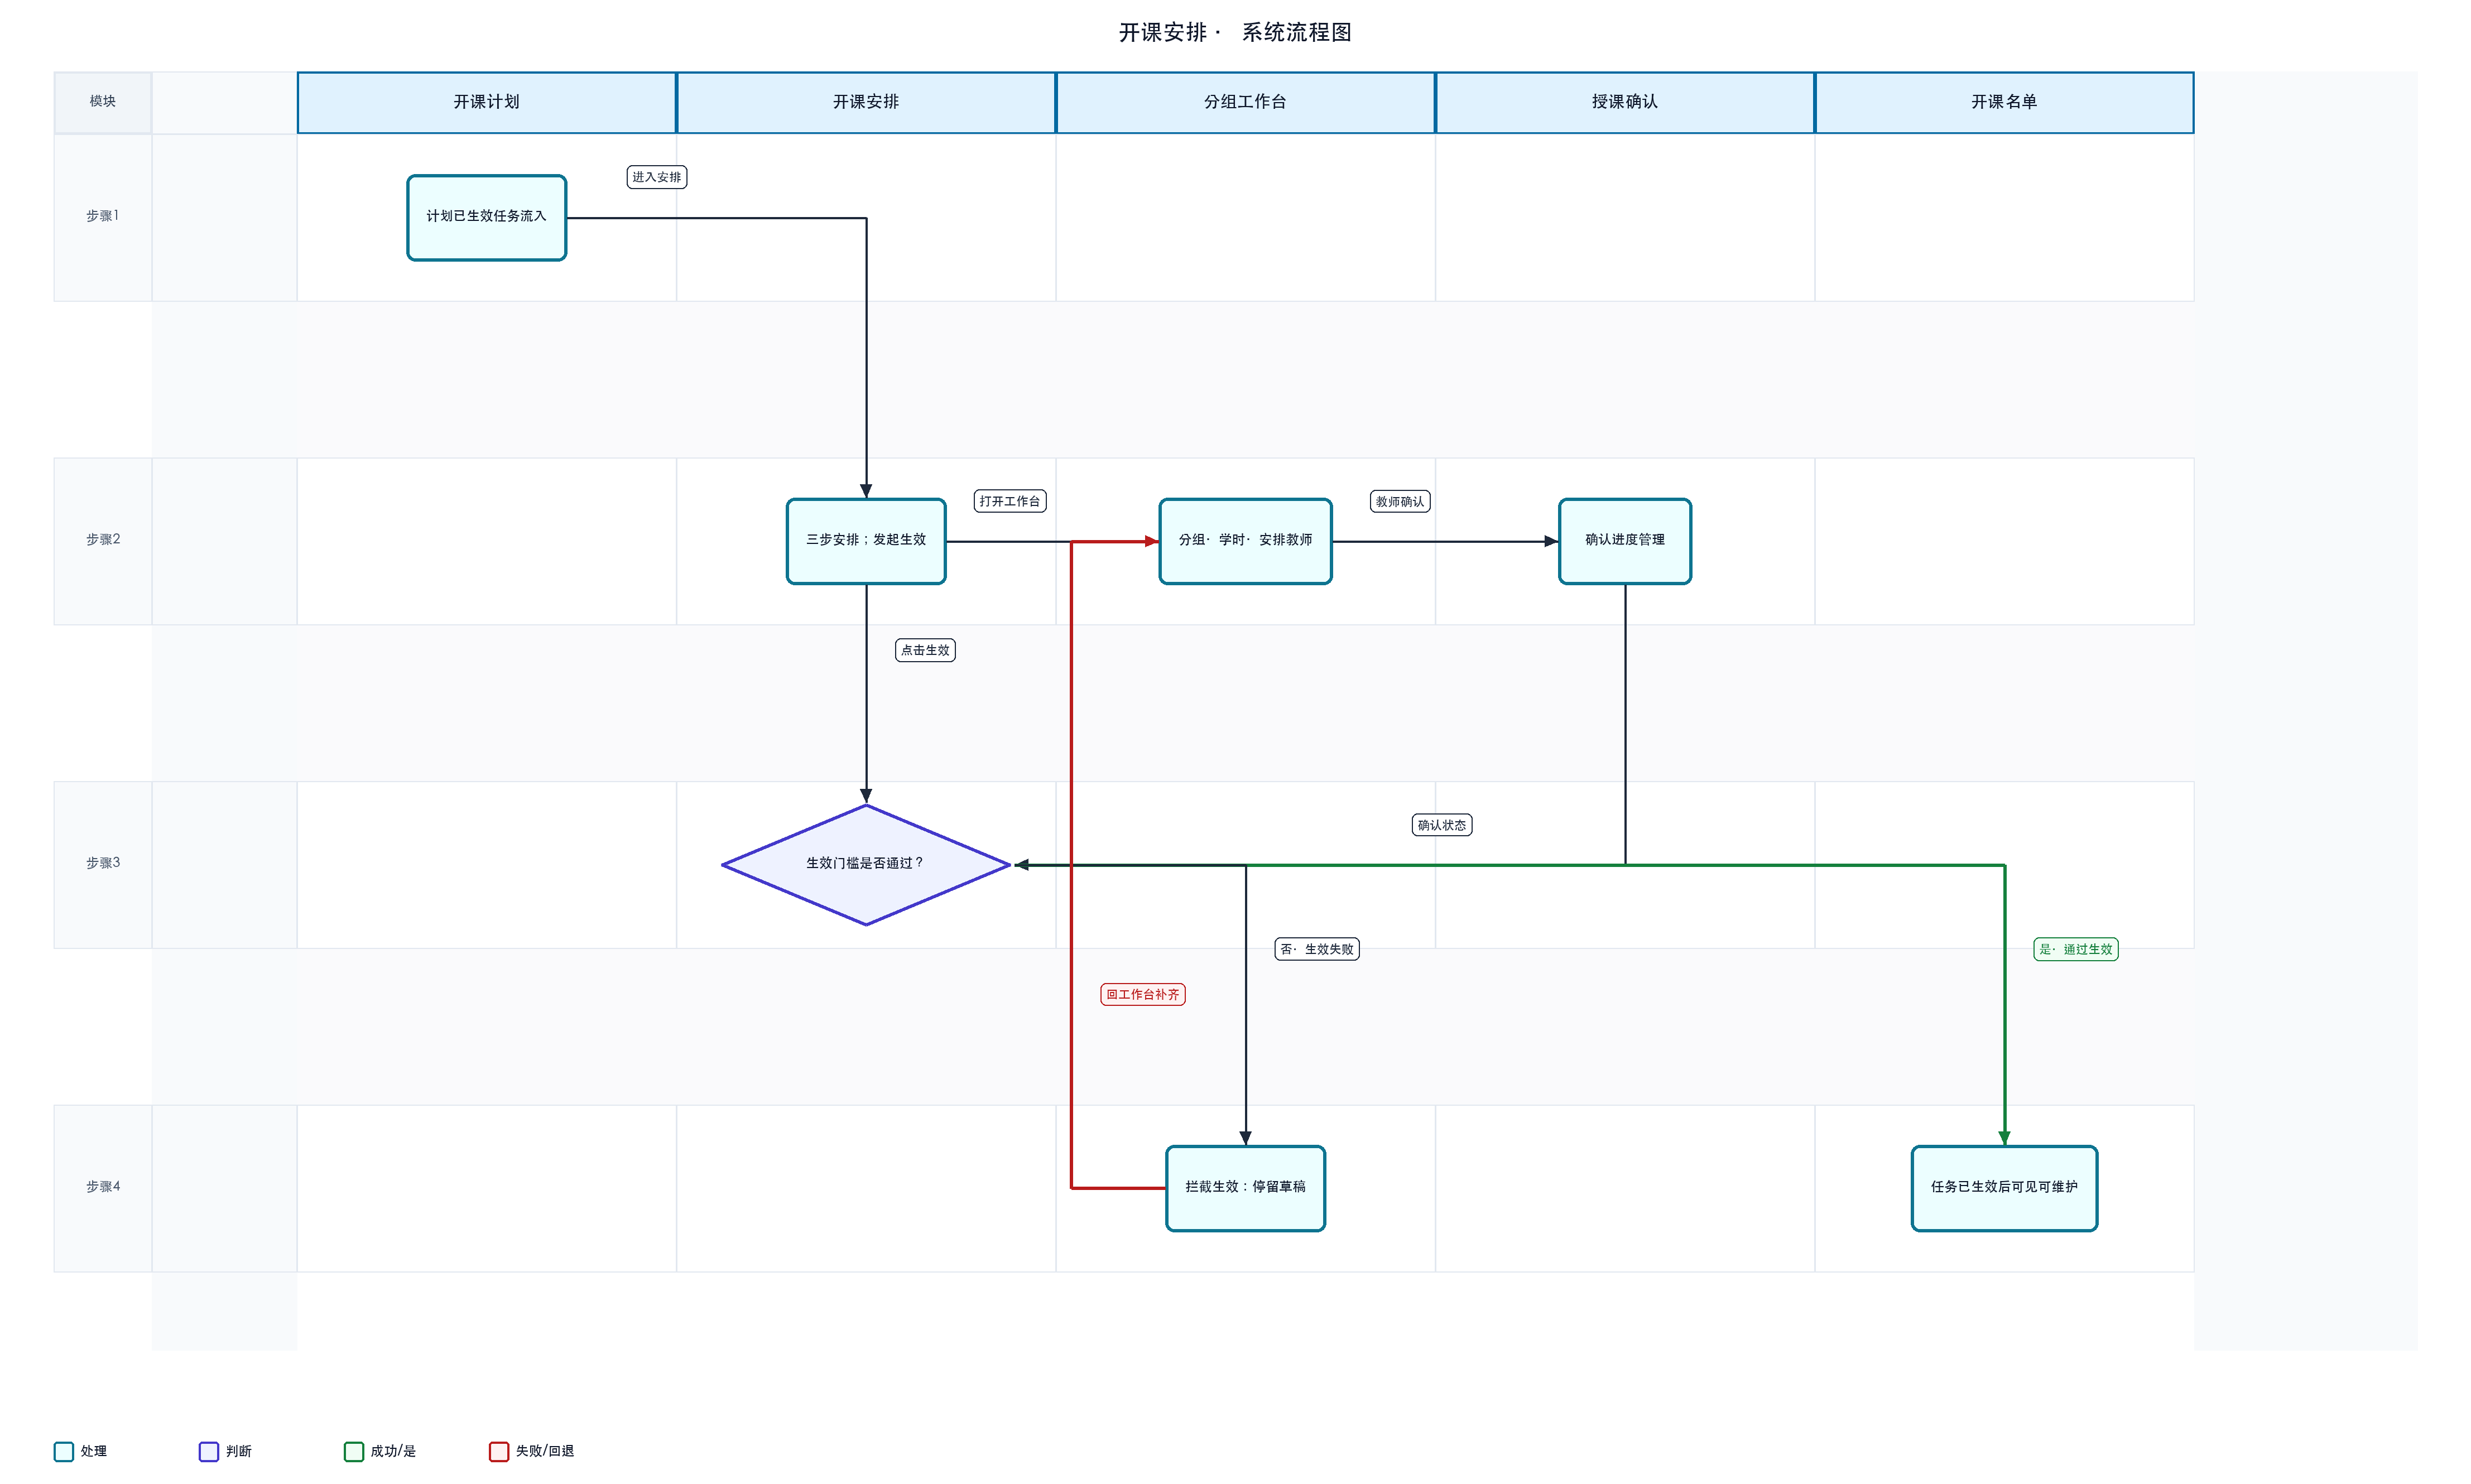 开课安排 · 系统流程图
模块
开课计划
开课安排
分组工作台
授课确认
开课名单
进入安排
步骤1
计划已生效任务流入
打开工作台
教师确认
步骤2
三步安排；发起生效
分组· 学时· 安排教师
确认进度管理
点击生效
确认状态
步骤3
生效门槛是否通过？
否· 生效失败
是· 通过生效
回工作台补齐
步骤4
拦截生效：停留草稿
任务已生效后可见可维护
处理
判断
成功/是
失败/回退